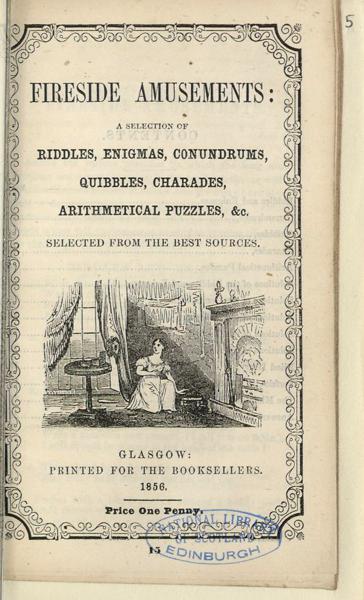 5
FIRESIDE AMUSEMENTS:
A SELECTION OF
RIDDLES, ENIGMAS, CONUNDRUMS,
QUIBBLES, CHARADES,
ARITHMETICAL PUZZLES, &c.
SELECTED FROM THE BEST SOURCES.
GLASGOW:
PRINTED FOR THE BOOKSELLERS.
1856.
Price One Penny.
NATIONAL LIBRARY
OF SCOTLAND
EDINBURGH
15